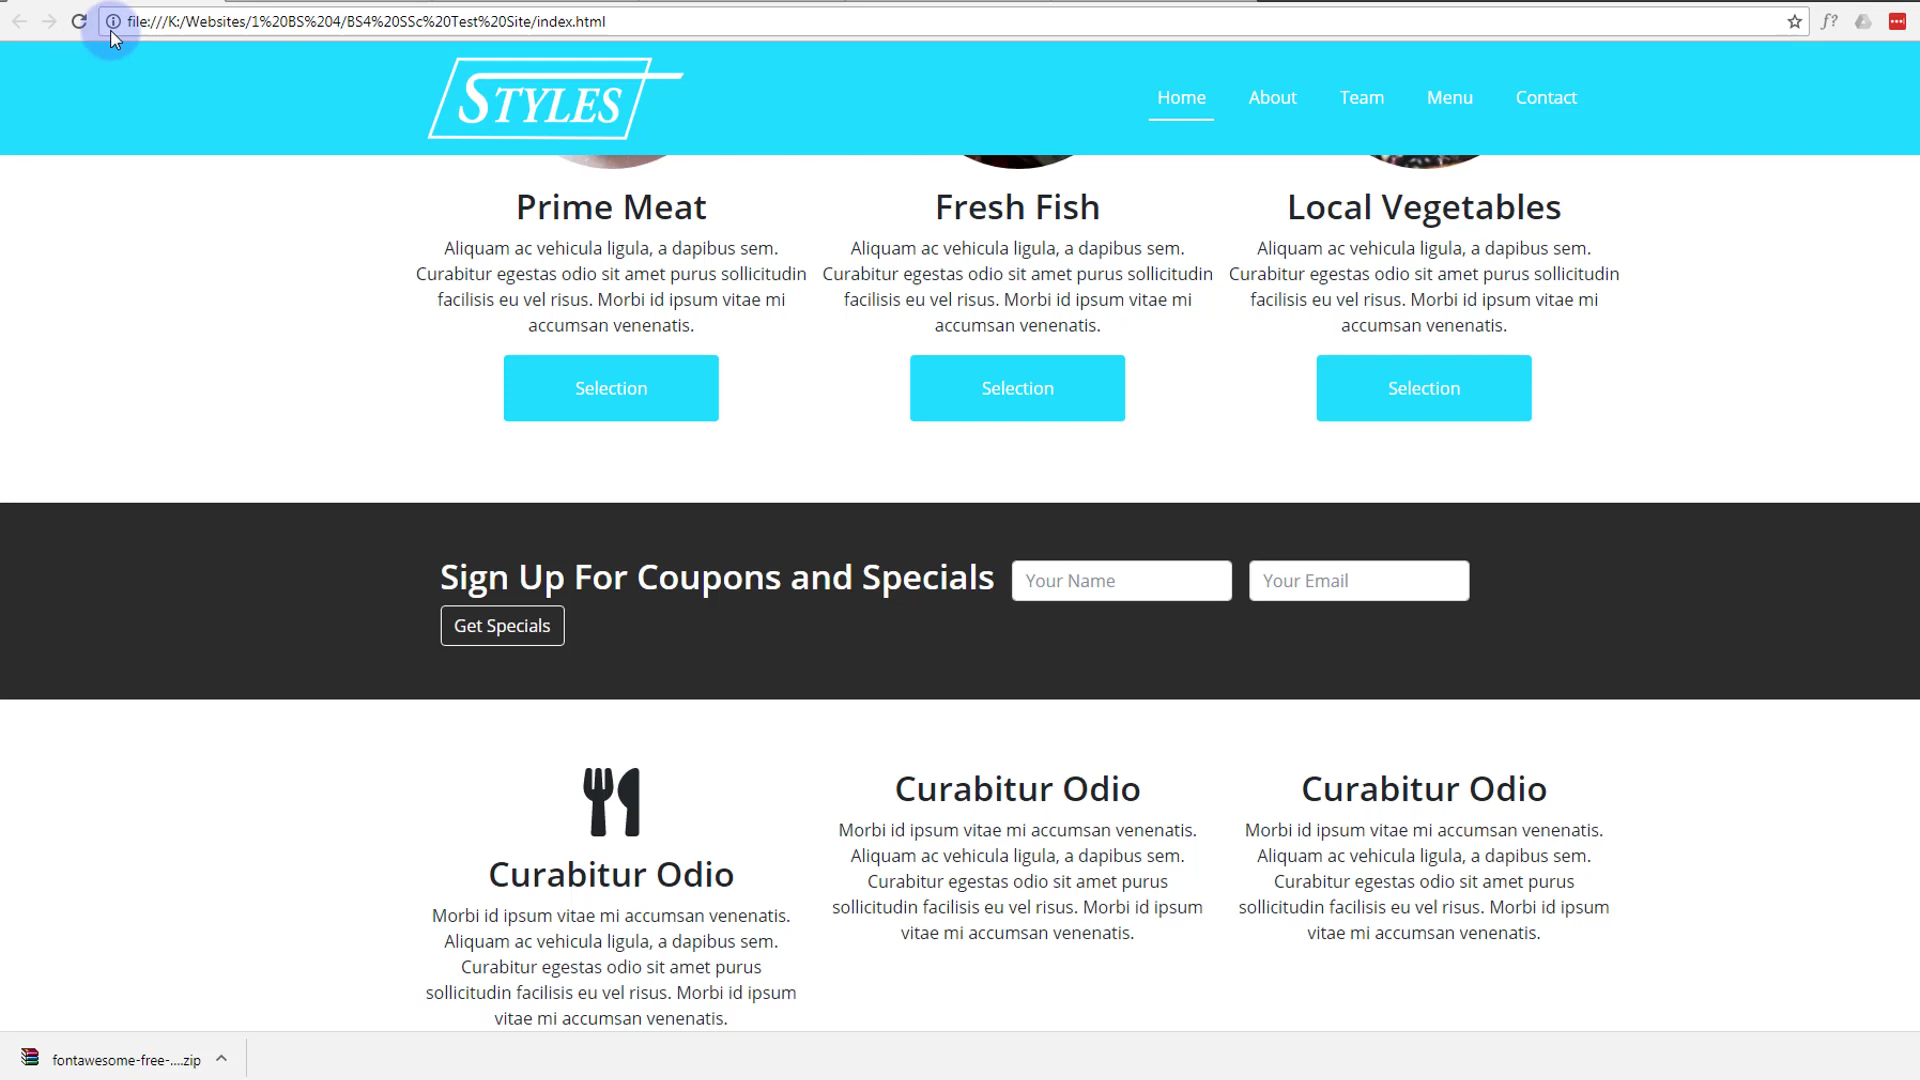 file:///K:/Websites/1%20BS%204/BS4%20SSc%20Test%20Site/index.html
f?
STYLES
Home About Team Menu Contact
Prime Meat
Aliquam ac vehicula ligula, a dapibus sem.
Curabitur egestas odio sit amet purus sollicitudin
facilisis eu vel risus. Morbi id ipsum vitae mi
accumsan venenatis.
Selection
Fresh Fish
Aliquam ac vehicula ligula, a dapibus sem.
Curabitur egestas odio sit amet purus sollicitudin
facilisis eu vel risus. Morbi id ipsum vitae mi
accumsan venenatis.
Selection
Local Vegetables
Aliquam ac vehicula ligula, a dapibus sem.
Curabitur egestas odio sit amet purus sollicitudin
facilisis eu vel risus. Morbi id ipsum vitae mi
accumsan venenatis.
Selection
Sign Up For Coupons and Specials Your Name Your Email
Get Specials
Curabitur Odio
Morbi id ipsum vitae mi accumsan venenatis.
Aliquam ac vehicula ligula, a dapibus sem.
Curabitur egestas odio sit amet purus
sollicitudin facilisis eu vel risus. Morbi id ipsum
vitae mi accumsan venenatis.
Curabitur Odio
Morbi id ipsum vitae mi accumsan venenatis.
Aliquam ac vehicula ligula, a dapibus sem.
Curabitur egestas odio sit amet purus
sollicitudin facilisis eu vel risus. Morbi id ipsum
vitae mi accumsan venenatis.
Curabitur Odio
Morbi id ipsum vitae mi accumsan venenatis.
Aliquam ac vehicula ligula, a dapibus sem.
Curabitur egestas odio sit amet purus
sollicitudin facilisis eu vel risus. Morbi id ipsum
vitae mi accumsan venenatis.
fontawesome-free-....zip